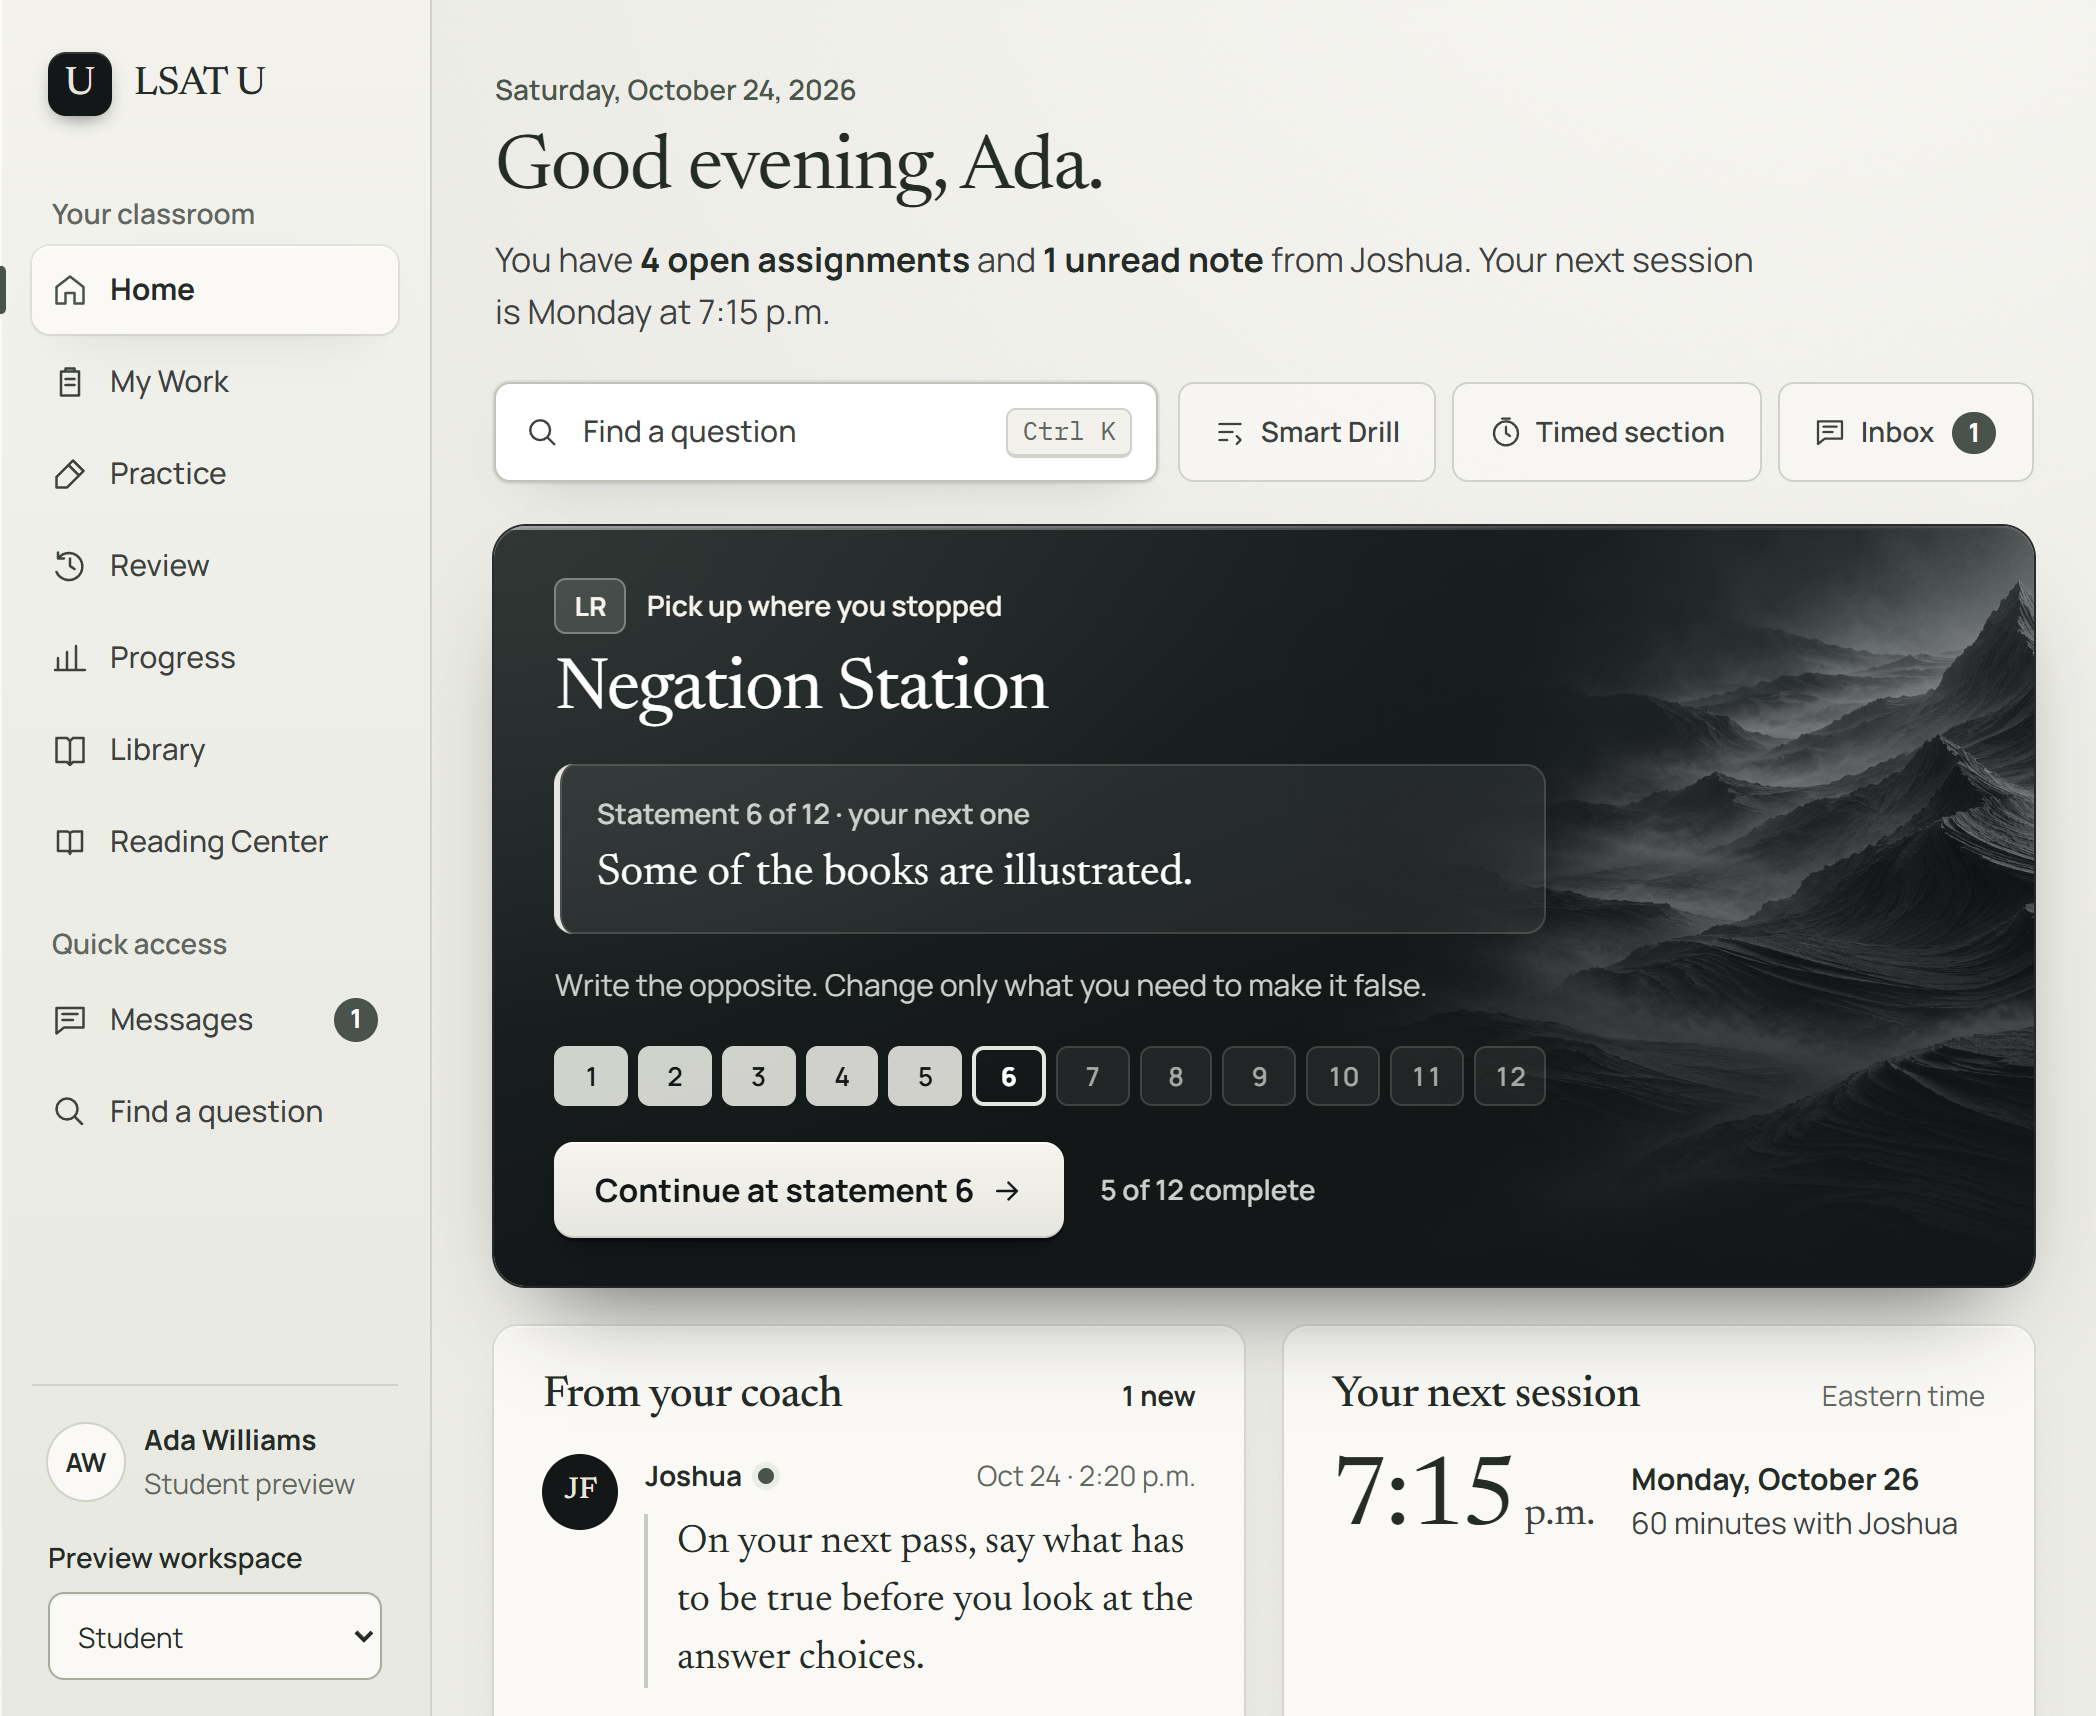 U LSAT U
Your classroom
Home
My Work
Practice
Review
Progress
Library
Reading Center
Quick access
Messages 1
Find a question
AW Ada Williams
Student preview
Preview workspace
Student
Saturday, October 24, 2026
Good evening, Ada.
You have 4 open assignments and 1 unread note from Joshua. Your next session
is Monday at 7:15 p.m.
Find a question Ctrl K Smart Drill Timed section Inbox 1
LR Pick up where you stopped
Negation Station
Statement 6 of 12 · your next one
Some of the books are illustrated.
Write the opposite. Change only what you need to make it false.
1 2 3 4 5 6 7 8 9 10 11 12
Continue at statement 6 → 5 of 12 complete
From your coach 1 new
JF Joshua Oct 24 · 2:20 p.m.
On your next pass, say what has
to be true before you look at the
answer choices.
Your next session Eastern time
7:15 p.m. Monday, October 26
60 minutes with Joshua